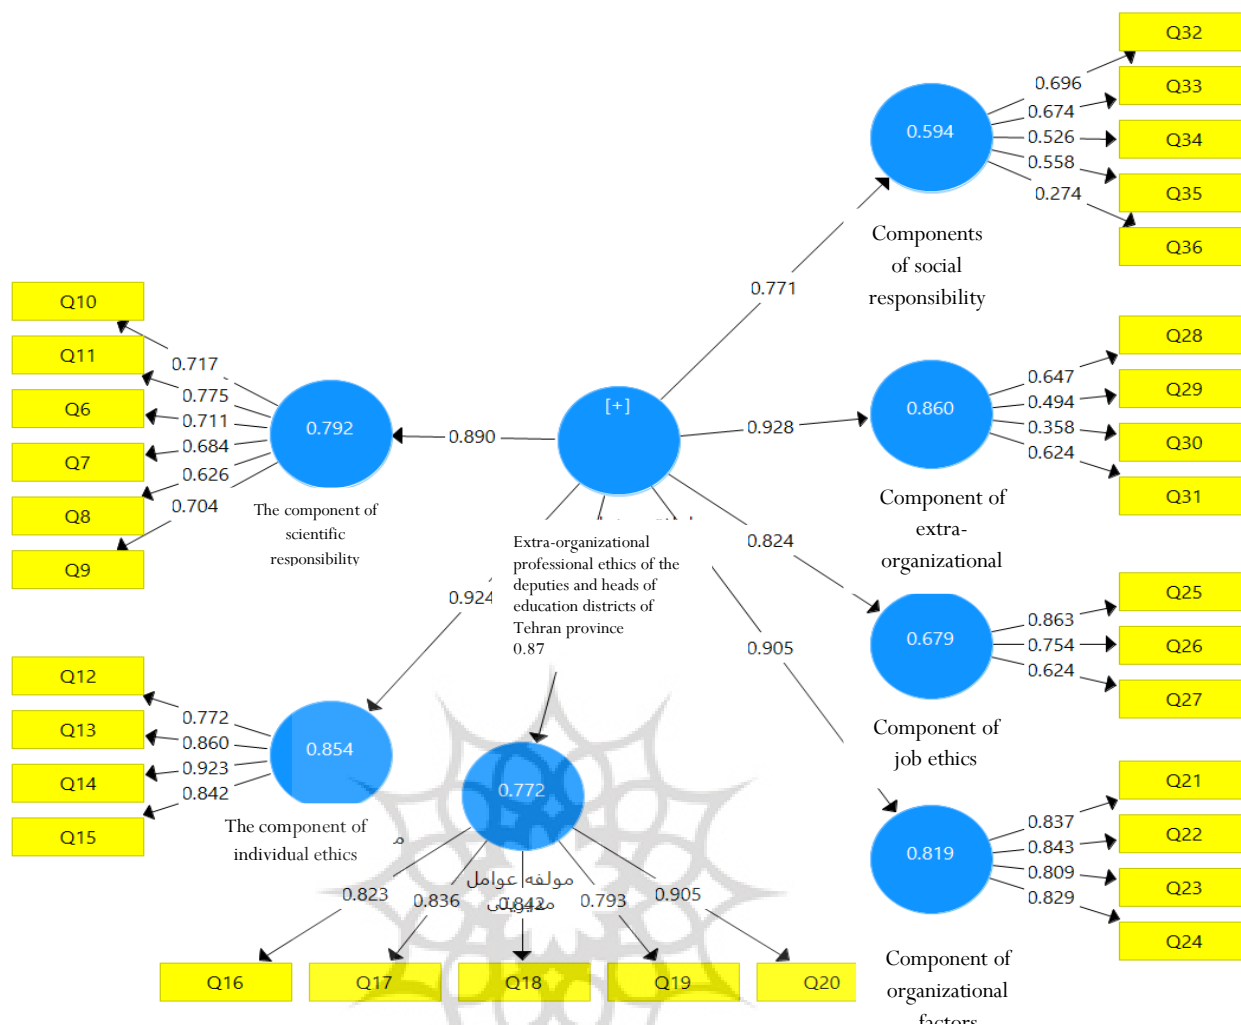 Q32
0.696
Q33
0.674
0.594
0.526
Q34
0.558
Q35
0.274
Q36
Components
of social
responsibility
0.771
Q10
0.717
Q11
0.775
Q6
0.711
0.792
Q7
0.684
0.626
Q8
0.704
Q9
The component of
scientific
responsibility
0.890
[+]
0.928
Q28
0.647
Q29
0.494
0.860
0.358
Q30
0.624
Q31
Component of
extra-
organizational
Extra-organizational
professional ethics of the
deputies and heads of
education districts of
Tehran province
0.87
0.824
0.924
0.905
Q25
0.863
0.679
0.754
Q26
0.624
Q27
Component of
job ethics
Q12
0.772
Q13
0.860
0.854
0.923
Q14
0.842
Q15
The component of
individual ethics
0.772
مولفه عوامل
مدیریتی
0.823
0.836
0.842
0.793
0.905
Q16
Q17
Q18
Q19
Q20
Q21
0.837
Q22
0.843
0.819
0.809
Q23
0.829
Q24
Component of
organizational
factors